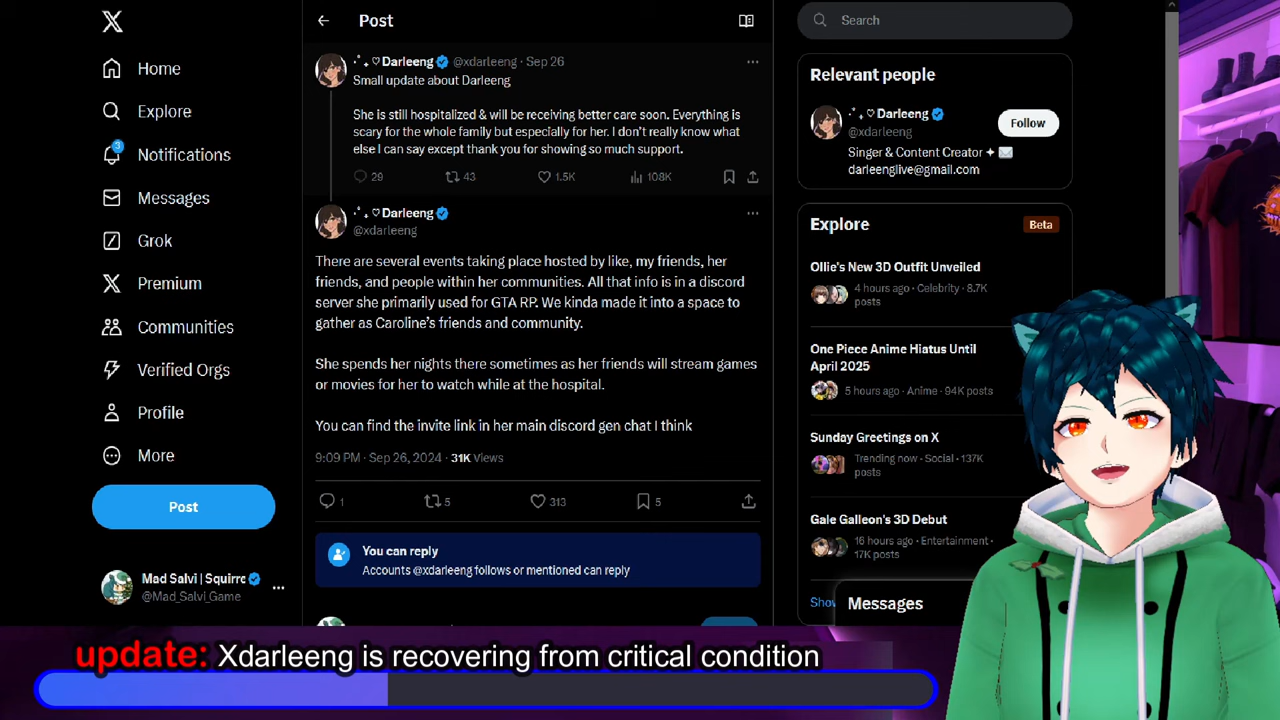 Home
Explore
3
Notifications
Messages
Grok
Premium
Communities
Verified Orgs
Profile
More
Post
Mad Salvi | Squirre
@Mad_Salvi_Game
Post
Darleeng @xdarleeng · Sep 26
Small update about Darleeng
She is still hospitalized & will be receiving better care soon. Everything is
scary for the whole family but especially for her. I don't really know what
else I can say except thank you for showing so much support.
29 43 1.5K 108K
Darleeng
@xdarleeng
There are several events taking place hosted by like, my friends, her
friends, and people within her communities. All that info is in a discord
server she primarily used for GTA RP. We kinda made it into a space to
gather as Caroline's friends and community.
She spends her nights there sometimes as her friends will stream games
or movies for her to watch while at the hospital.
You can find the invite link in her main discord gen chat I think
9:09 PM · Sep 26, 2024 · 31K Views
1 5 313 5
You can reply
Accounts @xdarleeng follows or mentioned can reply
Search
Relevant people
Darleeng
@xdarleeng
Follow
Singer & Content Creator ✦ ✉️
darleenglive@gmail.com
Explore
Beta
Ollie's New 3D Outfit Unveiled
4 hours ago · Celebrity · 8.7K
posts
One Piece Anime Hiatus Until
April 2025
5 hours ago · Anime · 94K posts
Sunday Greetings on X
Trending now · Social · 137K
posts
Gale Galleon's 3D Debut
16 hours ago · Entertainment ·
17K posts
Show
Messages
update: Xdarleeng is recovering from critical condition